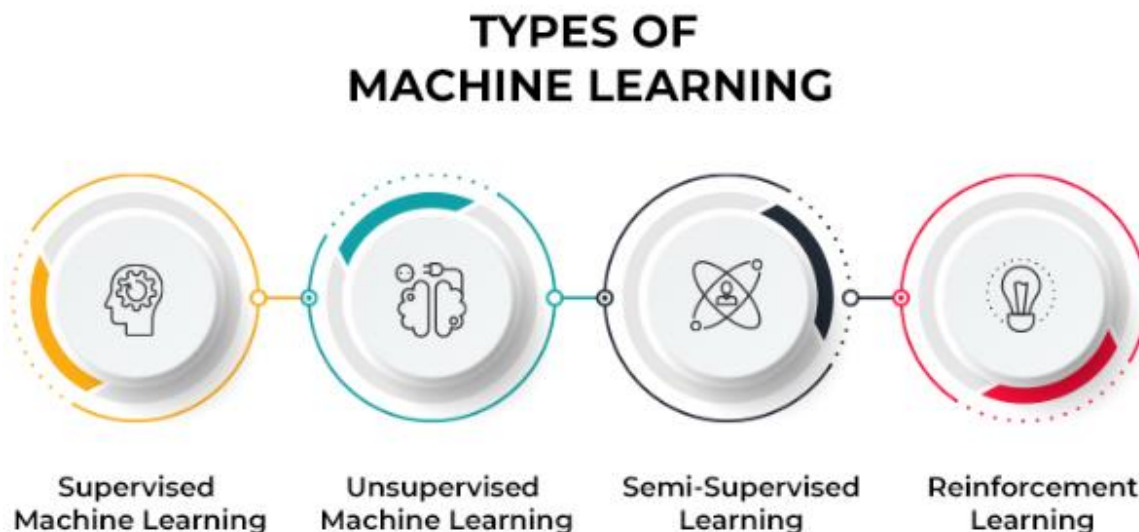 TYPES OF
MACHINE LEARNING
Supervised
Machine Learning
Unsupervised
Machine Learning
Semi-Supervised
Learning
Reinforcement
Learning